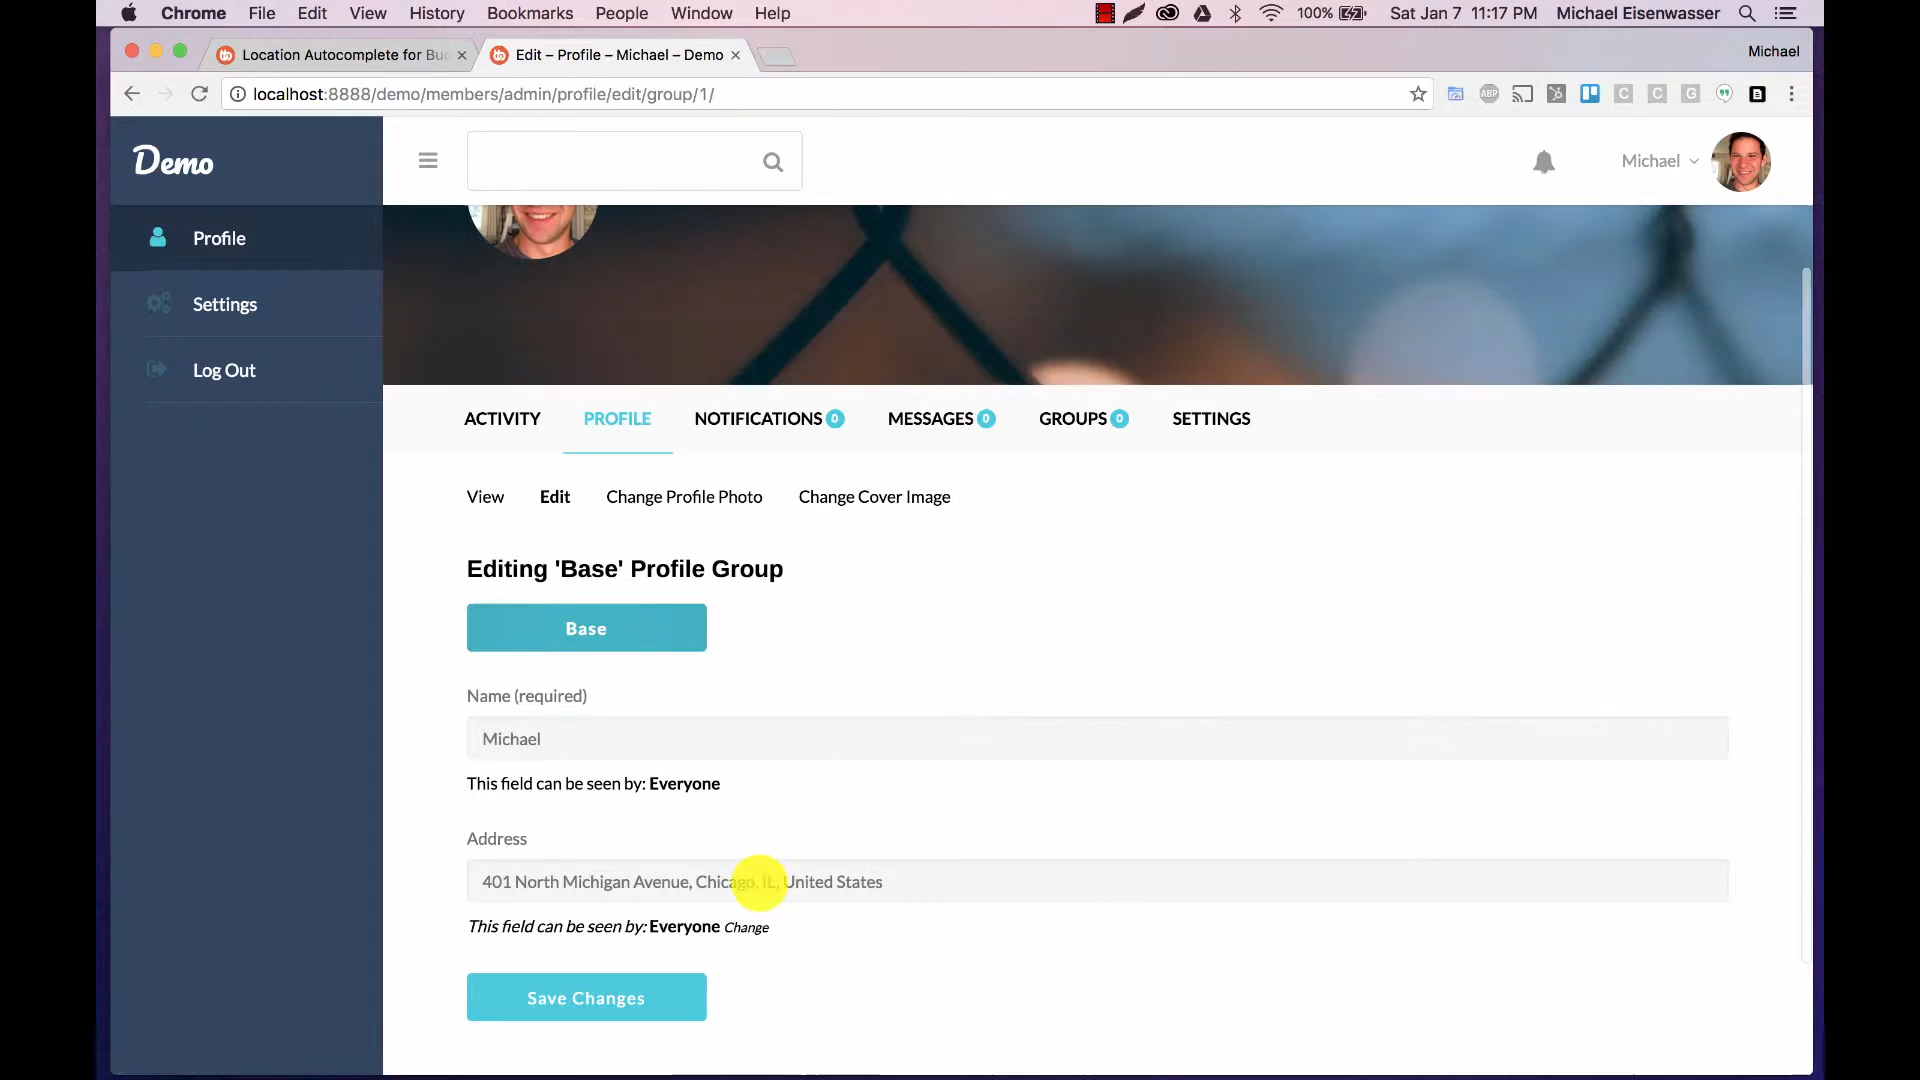 Chrome File Edit View History Bookmarks People Window Help 100% Sat Jan 7 11:17 PM Michael Eisenwasser
Location Autocomplete for Bu Edit – Profile – Michael – Demo Michael
localhost:8888/demo/members/admin/profile/edit/group/1/ ABP C C G
Demo Michael
Profile
Settings
Log Out
ACTIVITY PROFILE NOTIFICATIONS 0 MESSAGES 0 GROUPS 0 SETTINGS
View Edit Change Profile Photo Change Cover Image
Editing 'Base' Profile Group
Base
Name (required)
Michael
This field can be seen by: Everyone
Address
401 North Michigan Avenue, Chicago, IL, United States
This field can be seen by: Everyone Change
Save Changes